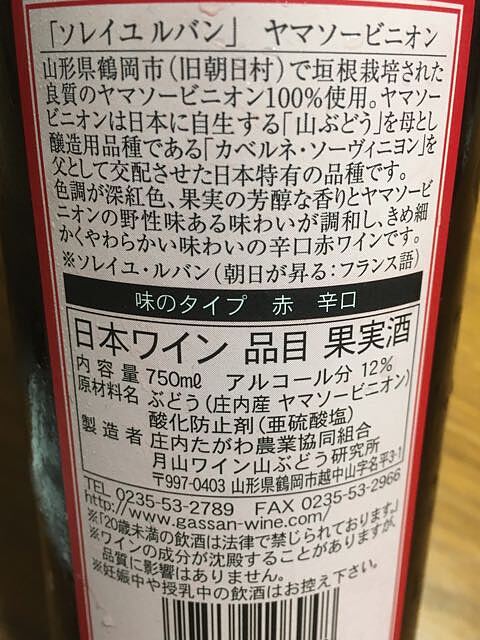 「ソレイユ ルバン」 ヤマソービニオン
山形県鶴岡市(旧朝日村)で垣根栽培された
良質のヤマソービニオン100%使用。ヤマソー
ビニオンは日本に自生する「山ぶどう」を母とし
醸造用品種である「カベルネ・ソーヴィニヨン」を
父として交配させた日本特有の品種です。
色調が深紅色、果実の芳醇な香りとヤマソービ
ニオンの野性味ある味わいが調和し、きめ細
かくやわらかい味わいの辛口赤ワインです。
※ソレイユ・ルバン(朝日が昇る:フランス語)
味のタイプ 赤 辛口
日本ワイン 品目 果実酒
内容量 750mℓ アルコール分 12%
原材料名 ぶどう(庄内産 ヤマソービニオン)
酸化防止剤(亜硫酸塩)
製造者 庄内たがわ農業協同組合
月山ワイン山ぶどう研究所
〒997-0403 山形県鶴岡市越中山字名平3-1
TEL 0235-53-2789 FAX 0235-53-2966
http://www.gassan-wine.com/
※「20歳未満の飲酒は法律で禁じられております。」
※ワインの成分が沈殿することがありますが、
品質に影響はありません。
※妊娠中や授乳中の飲酒はお控え下さい。